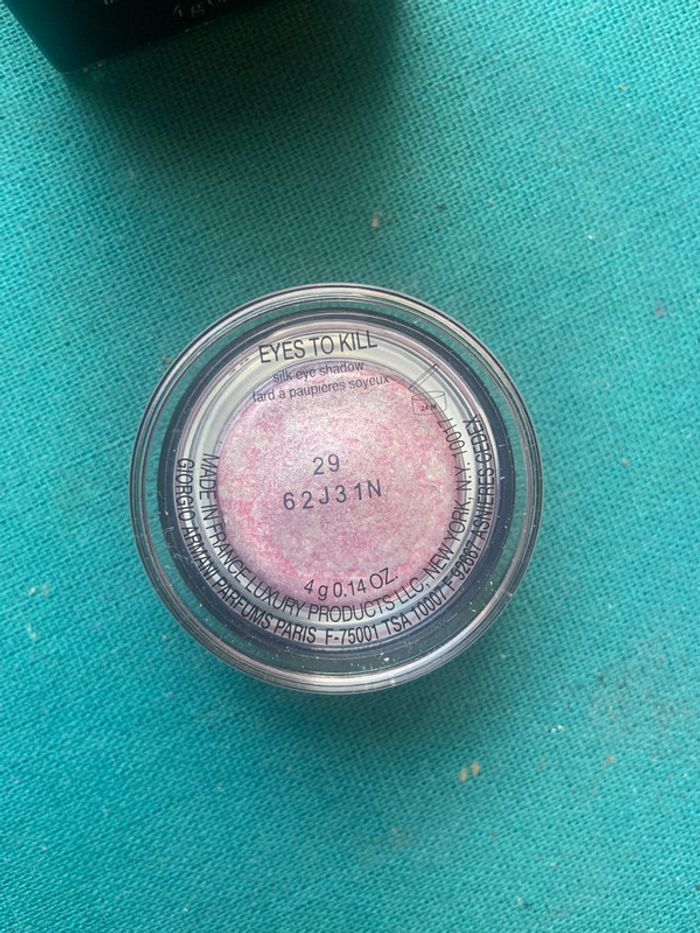 EYES TO KILL
silk eye shadow
fard à paupières soyeux
24M
29
62J31N
4 g 0.14 OZ.
MADE IN FRANCE LUXURY PRODUCTS LLC, NEW YORK, N.Y. 10017
GIORGIO ARMANI PARFUMS PARIS F-75001 TSA 10007 F 92667 ASNIERES CEDEX